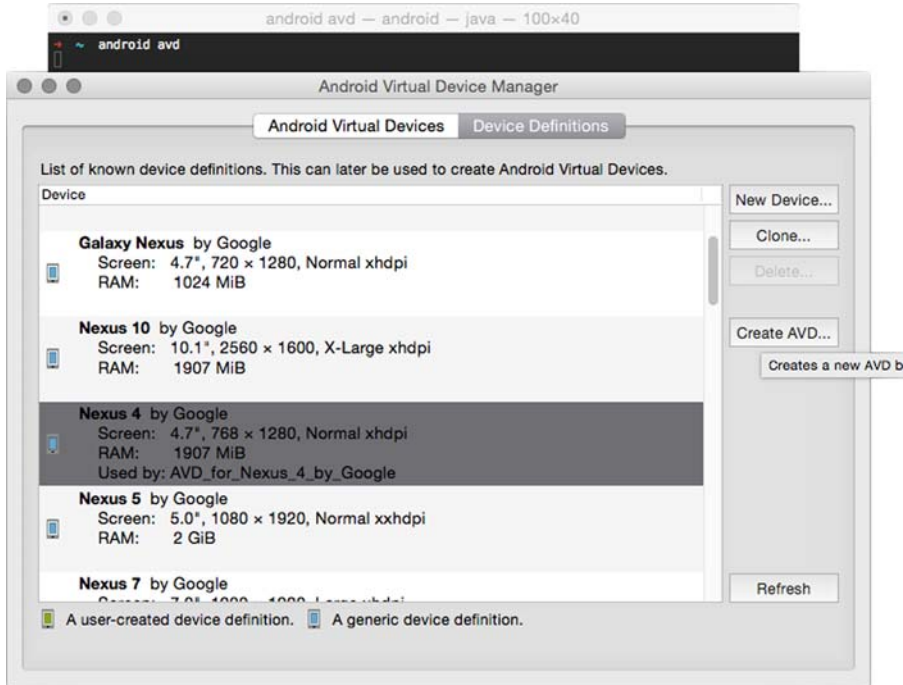 android avd — android — java — 100×40
➜ ~ android avd
Android Virtual Device Manager
Android Virtual Devices Device Definitions
List of known device definitions. This can later be used to create Android Virtual Devices.
Device
New Device...
Galaxy Nexus by Google
Screen: 4.7", 720 × 1280, Normal xhdpi
RAM: 1024 MiB
Clone...
Delete...
Nexus 10 by Google
Screen: 10.1", 2560 × 1600, X-Large xhdpi
RAM: 1907 MiB
Create AVD...
Creates a new AVD b
Nexus 4 by Google
Screen: 4.7", 768 × 1280, Normal xhdpi
RAM: 1907 MiB
Used by: AVD_for_Nexus_4_by_Google
Nexus 5 by Google
Screen: 5.0", 1080 × 1920, Normal xxhdpi
RAM: 2 GiB
Nexus 7 by Google
Refresh
A user-created device definition. A generic device definition.